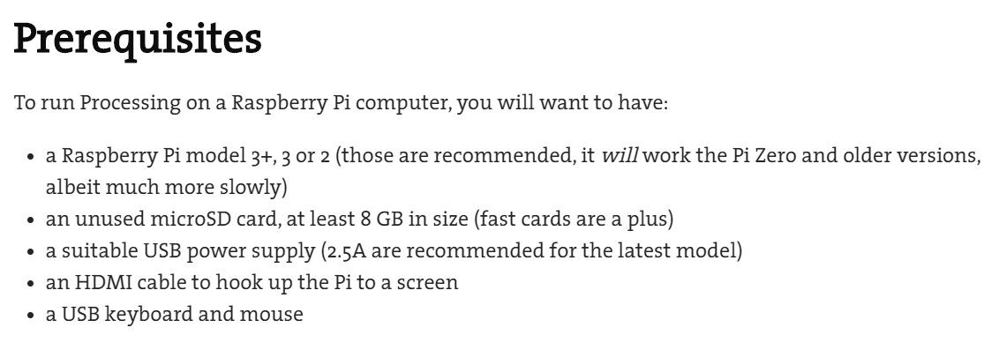 Prerequisites
To run Processing on a Raspberry Pi computer, you will want to have:
• a Raspberry Pi model 3+, 3 or 2 (those are recommended, it will work the Pi Zero and older versions,
albeit much more slowly)
• an unused microSD card, at least 8 GB in size (fast cards are a plus)
• a suitable USB power supply (2.5A are recommended for the latest model)
• an HDMI cable to hook up the Pi to a screen
• a USB keyboard and mouse